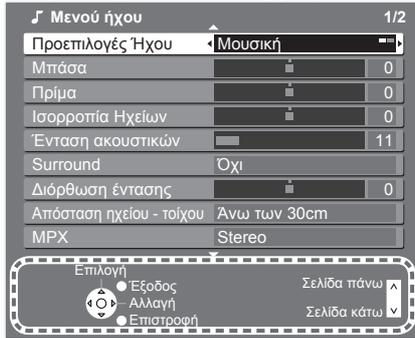 Μενού ήχου 1/2
Προεπιλογές Ήχου Μουσική
Μπάσα 0
Πρίμα 0
Ισορροπία Ηχείων 0
Ένταση ακουστικών 11
Surround Όχι
Διόρθωση έντασης 0
Απόσταση ηχείου - τοίχου Άνω των 30cm
MPX Stereo
Επιλογή
Έξοδος
Αλλαγή
Επιστροφή
Σελίδα πάνω
Σελίδα κάτω